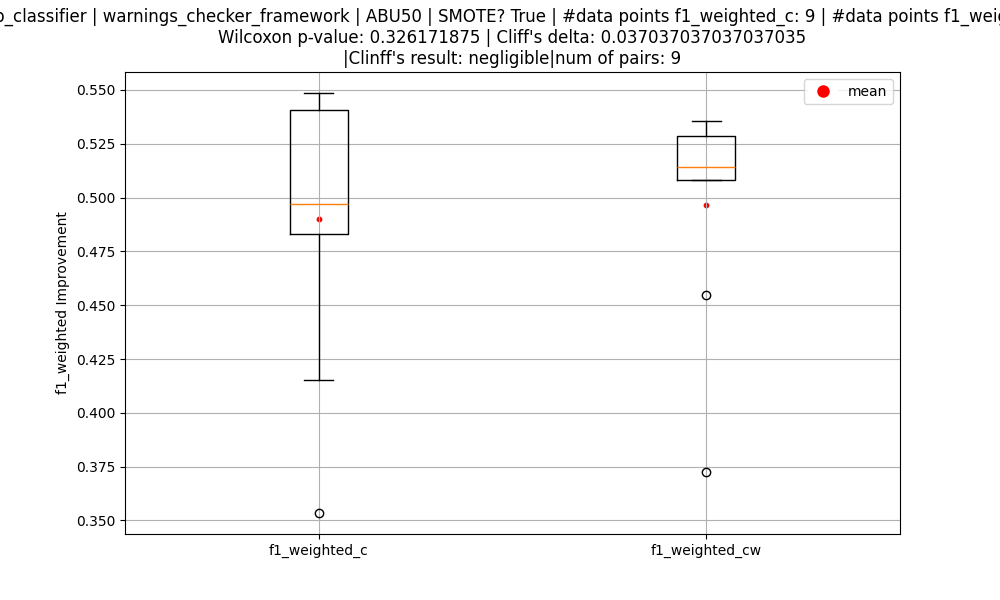 _classifier | warnings_checker_framework | ABU50 | SMOTE? True | #data points f1_weighted_c: 9 | #data points
Wilcoxon p-value: 0.326171875 | Cliff's delta: 0.037037037037037035
|Clinff's result: negligible|num of pairs: 9
mean
0.550
0.525
0.500
0.475
0.450
0.425
0.400
0.375
0.350
f1_weighted Improvement
f1_weighted_c
f1_weighted_cw